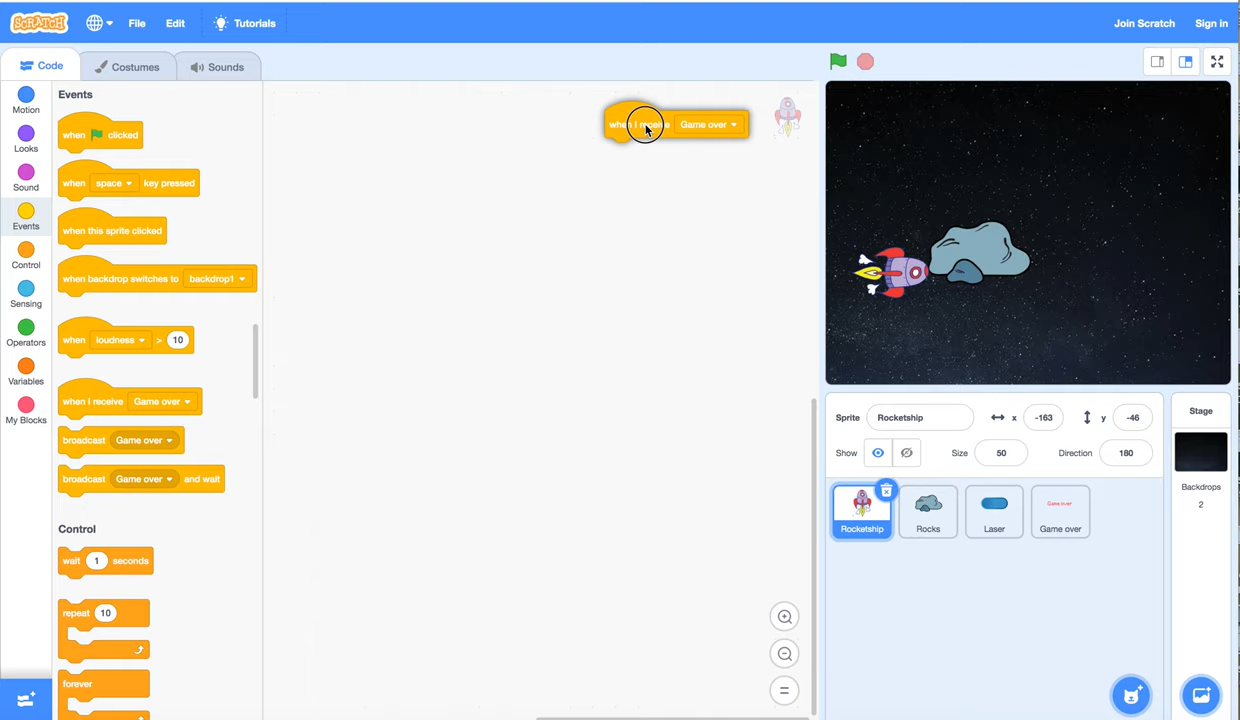 SCRATCH File Edit Tutorials Join Sign in Scratch
Code Costumes Sounds
Motion
Looks
Sound
Events
Control
Sensing
Operators
Variables
My Blocks
Events
when clicked
when space key pressed
when this sprite clicked
when backdrop switches to backdrop1
when loudness > 10
when I receive Game over
broadcast Game over
broadcast Game over and wait
Control
wait 1 seconds
repeat 10
forever
when I receive Game over
Sprite Rocketship x -163 y -46
Show Size 50 Direction 180
Rocketship
Rocks
Laser
Game over
Game over
Stage
Backdrops
2